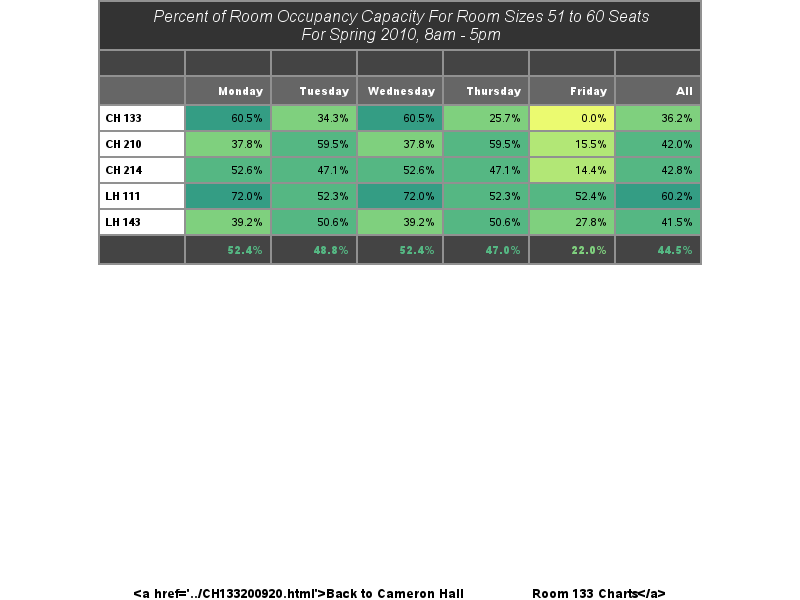 Percent of Room Occupancy Capacity For Room Sizes 51 to 60 Seats
For Spring 2010, 8am - 5pm
Monday Tuesday Wednesday Thursday Friday All
CH 133 60.5% 34.3% 60.5% 25.7% 0.0% 36.2%
CH 210 37.8% 59.5% 37.8% 59.5% 15.5% 42.0%
CH 214 52.6% 47.1% 52.6% 47.1% 14.4% 42.8%
LH 111 72.0% 52.3% 72.0% 52.3% 52.4% 60.2%
LH 143 39.2% 50.6% 39.2% 50.6% 27.8% 41.5%
52.4% 48.8% 52.4% 47.0% 22.0% 44.5%
<a href='../CH133200920.html'>Back to Cameron Hall Room 133 Charts</a>